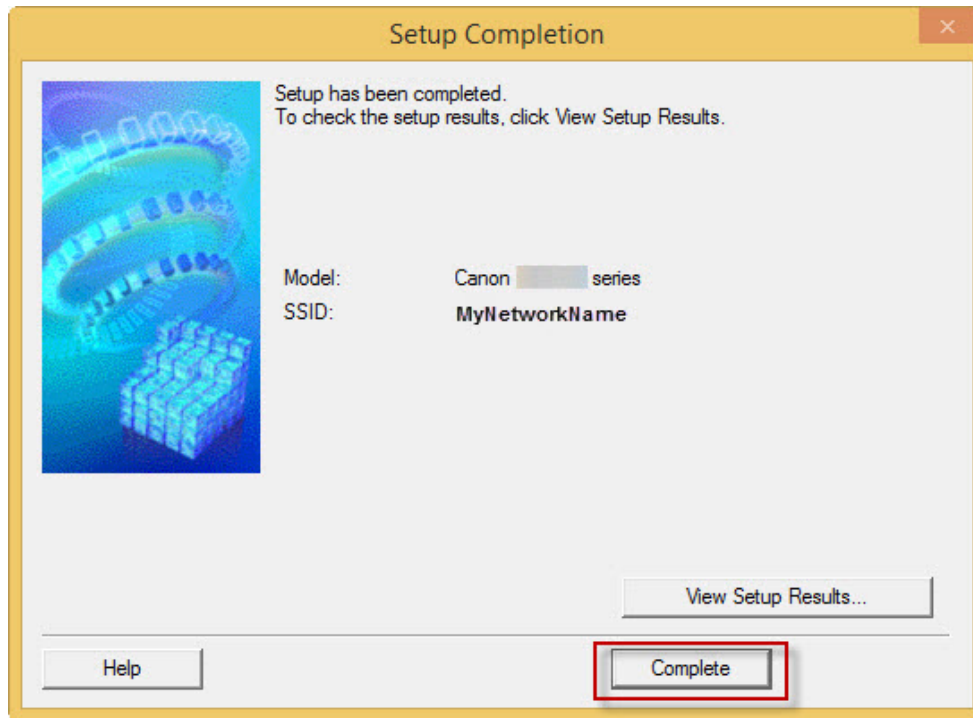 Setup Completion
Setup has been completed.
To check the setup results, click View Setup Results.
Model: Canon series
SSID: MyNetworkName
View Setup Results...
Help Complete